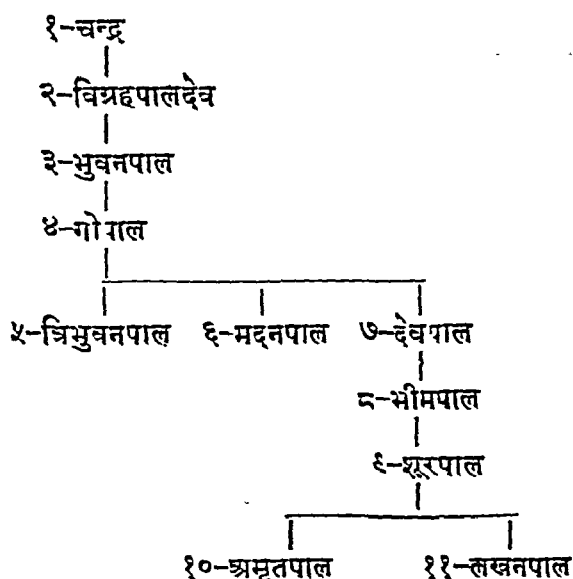 १-चन्द्र
२-विग्रहपालदेव
३-भुवनपाल
४-गोपाल
५-त्रिभुवनपाल ६-मदनपाल ७-देवपाल
८-भीमपाल
९-शूरपाल
१०-अमृतपाल ११-लखनपाल